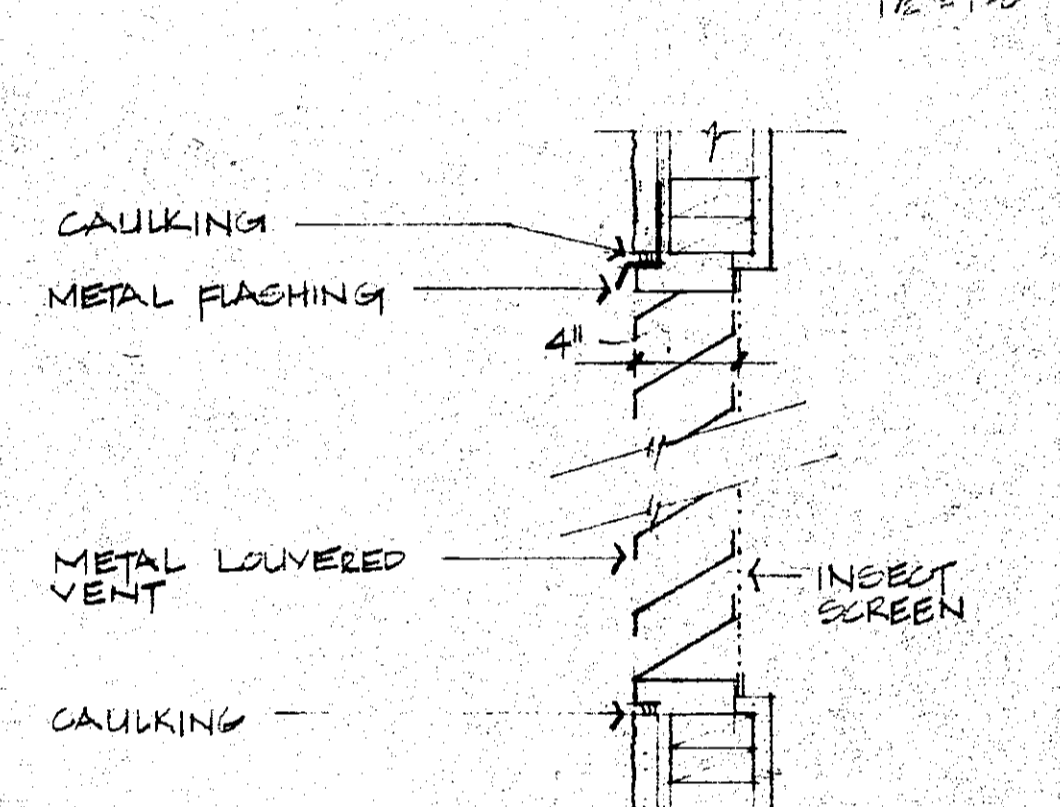 CAULKING
METAL FLASHING
4"
METAL LOUVERED
VENT
INSECT
SCREEN
CAULKING